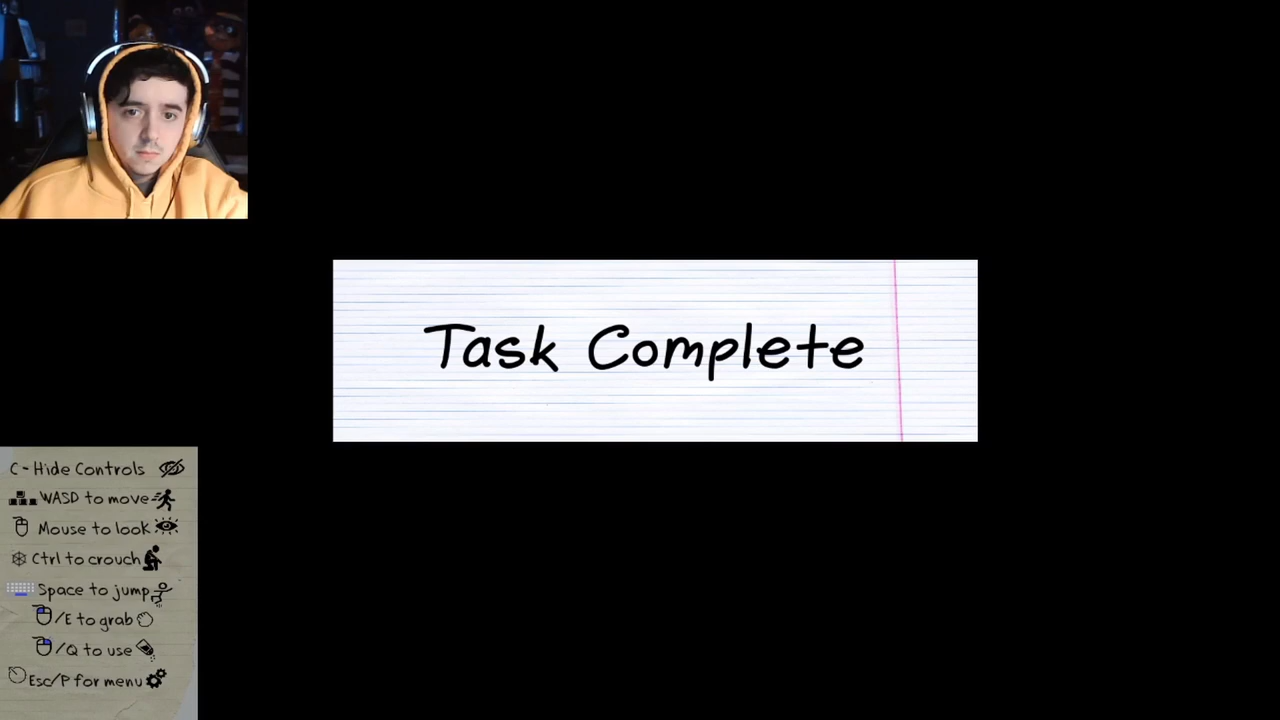 Task Complete
C - Hide Controls
WASD to move
Mouse to look
Ctrl to crouch
Space to jump
/E to grab
/Q to use
Esc/P for menu